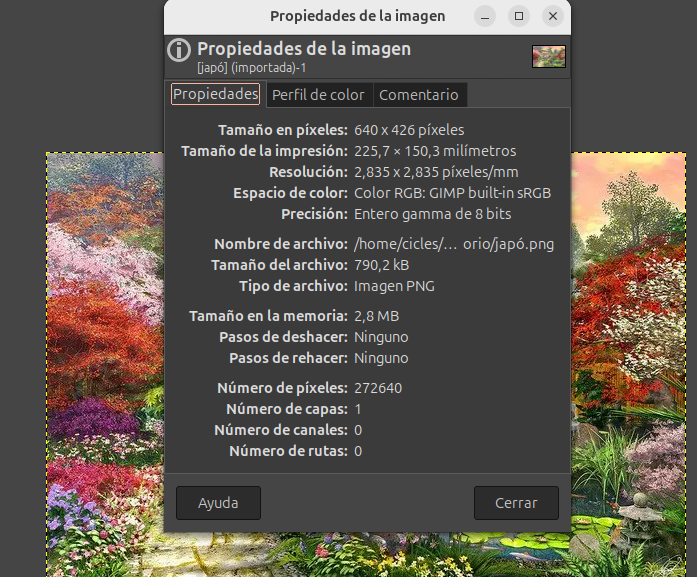 Propiedades de la imagen
Propiedades de la imagen
[japó] (importada)-1
Propiedades Perfil de color Comentario
Tamaño en píxeles: 640 x 426 píxeles
Tamaño de la impresión: 225,7 × 150,3 milímetros
Resolución: 2,835 x 2,835 píxeles/mm
Espacio de color: Color RGB: GIMP built-in sRGB
Precisión: Entero gamma de 8 bits
Nombre de archivo: /home/cicles/… orio/japó.png
Tamaño del archivo: 790,2 kB
Tipo de archivo: Imagen PNG
Tamaño en la memoria: 2,8 MB
Pasos de deshacer: Ninguno
Pasos de rehacer: Ninguno
Número de píxeles: 272640
Número de capas: 1
Número de canales: 0
Número de rutas: 0
Ayuda Cerrar